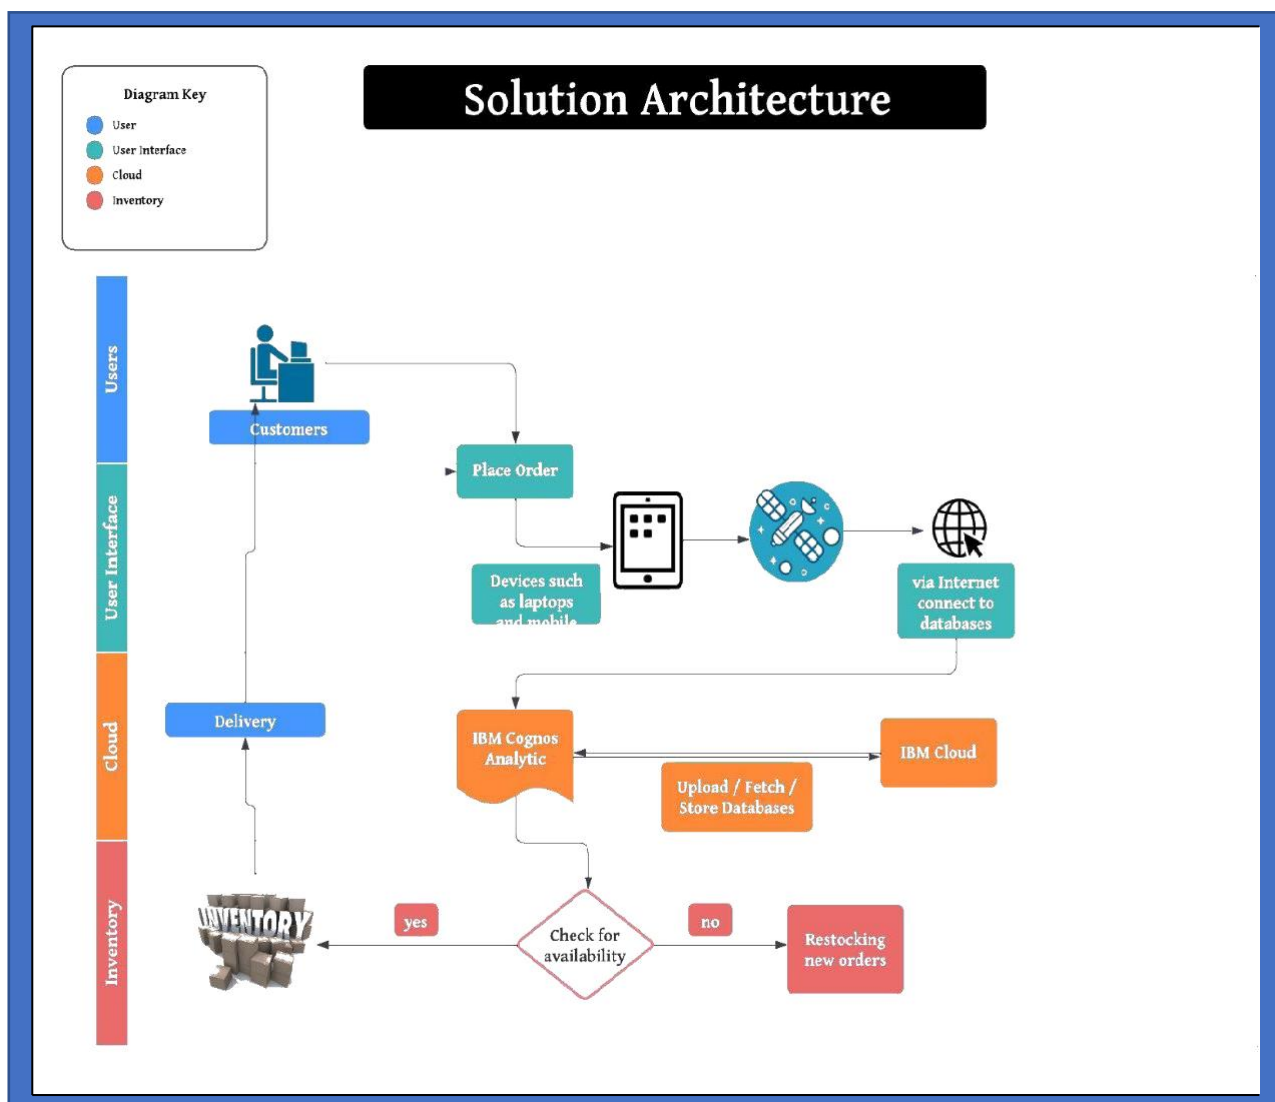 Solution Architecture
Diagram Key
User
User Interface
Cloud
Inventory
Users
Customers
Place Order
User Interface
Devices such
as laptops
and mobile
via Internet
connect to
databases
Cloud
Delivery
IBM Cognos
Analytic
IBM Cloud
Upload / Fetch /
Store Databases
Inventory
INVENTORY
yes
Check for
availability
no
Restocking
new orders